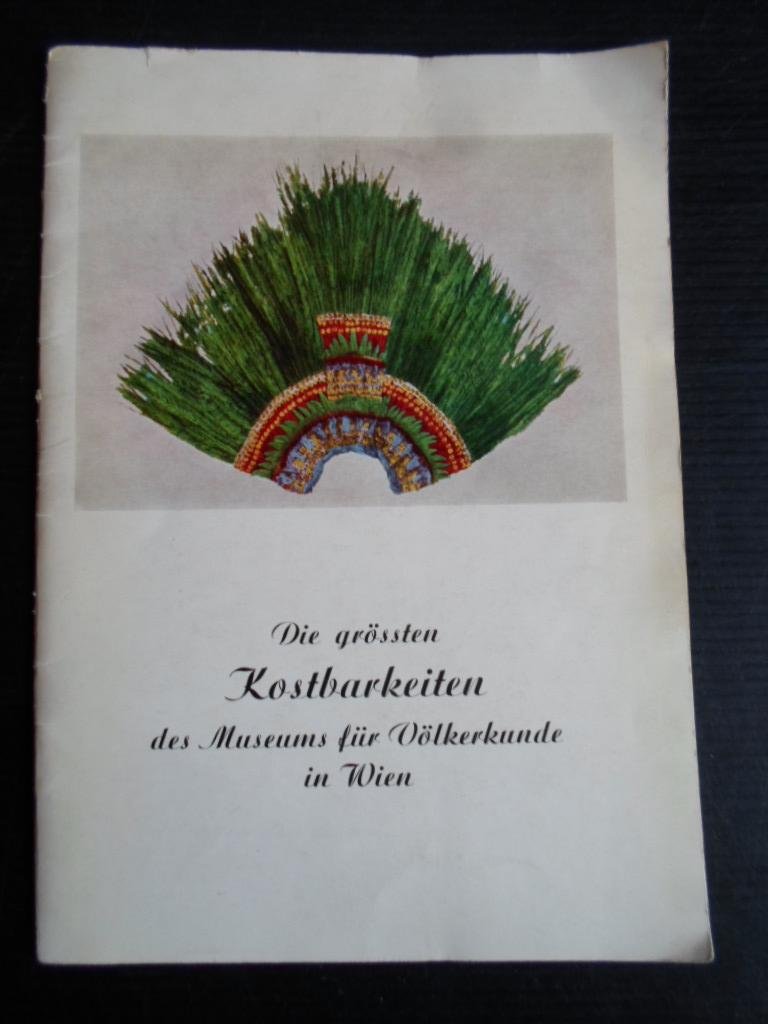 Die grössten
Kostbarkeiten
des Museums für Völkerkunde
in Wien